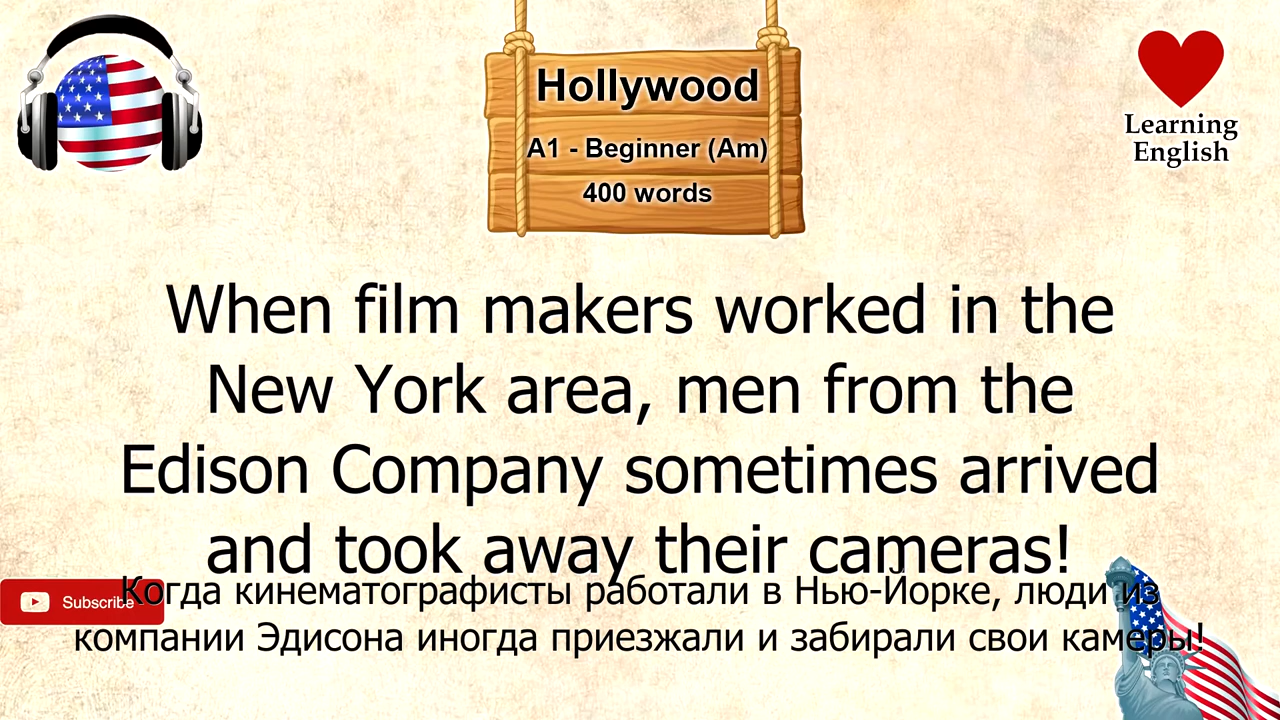 Hollywood
A1 - Beginner (Am)
400 words
Learning
English
When film makers worked in the
New York area, men from the
Edison Company sometimes arrived
and took away their cameras!
Subscribe
Когда кинематографисты работали в Нью-Йорке, люди из
компании Эдисона иногда приезжали и забирали свои камеры!